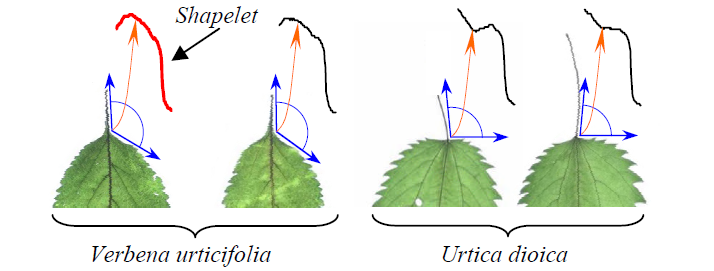 Shapelet
Verbena urticifolia
Urtica dioica